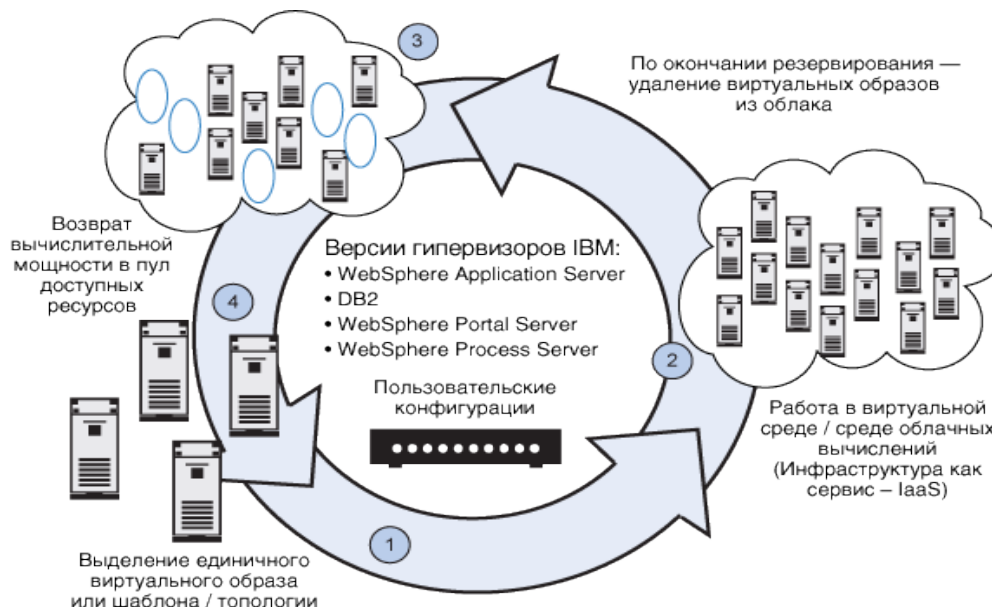 3
По окончании резервирования —
удаление виртуальных образов
из облака
Возврат
вычислительной
мощности в пул
доступных
ресурсов
4
Версии гипервизоров IBM:
• WebSphere Application Server
• DB2
• WebSphere Portal Server
• WebSphere Process Server
Пользовательские
конфигурации
2
Работа в виртуальной
среде / среде облачных
вычислений
(Инфраструктура как
сервис – IaaS)
1
Выделение единичного
виртуального образа
или шаблона / топологии